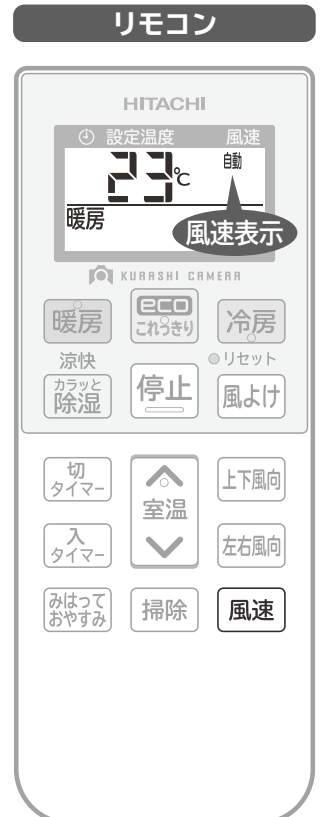 リモコン
HITACHI
設定温度 風速
23℃ 自動
暖房
風速表示
KURASHI CAMERA
暖房
eco
これっきり
冷房
涼快
カラッと
除湿
停止
リセット
風よけ
切
タイマー
室温
上下風向
入
タイマー
左右風向
みはって
おやすみ
掃除
風速